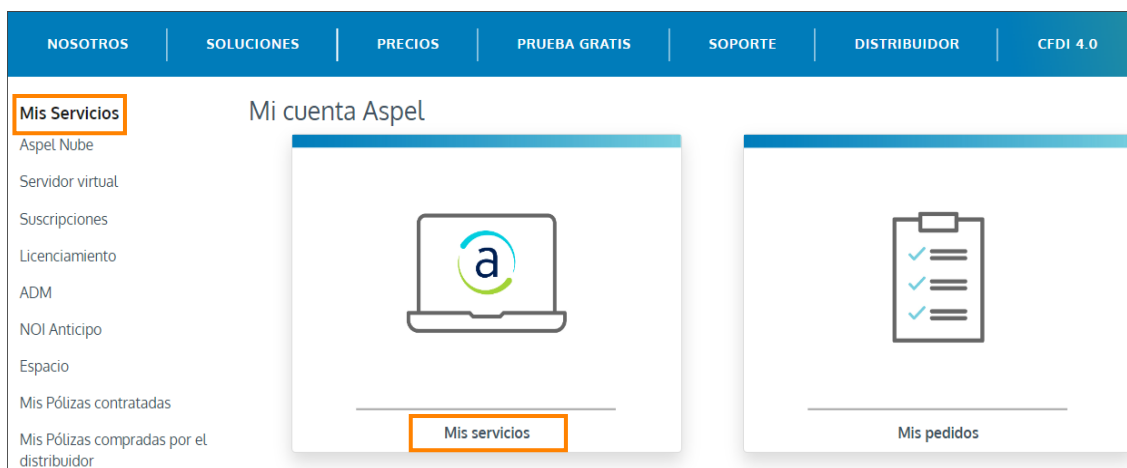 NOSOTROS
SOLUCIONES
PRECIOS
PRUEBA GRATIS
SOPORTE
DISTRIBUIDOR
CFDI 4.0
Mis Servicios
Aspel Nube
Servidor virtual
Suscripciones
Licenciamiento
ADM
NOI Anticipo
Espacio
Mis Pólizas contratadas
Mis Pólizas compradas por el
distribuidor
Mi cuenta Aspel
a
Mis servicios
Mis pedidos